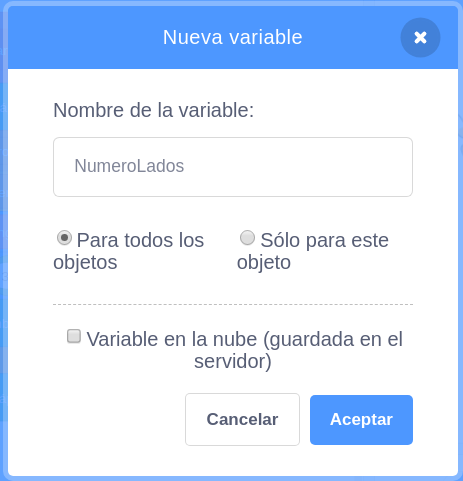 Nueva variable
Nombre de la variable:
NumeroLados
Para todos los
objetos
Sólo para este
objeto
Variable en la nube (guardada en el
servidor)
Cancelar
Aceptar